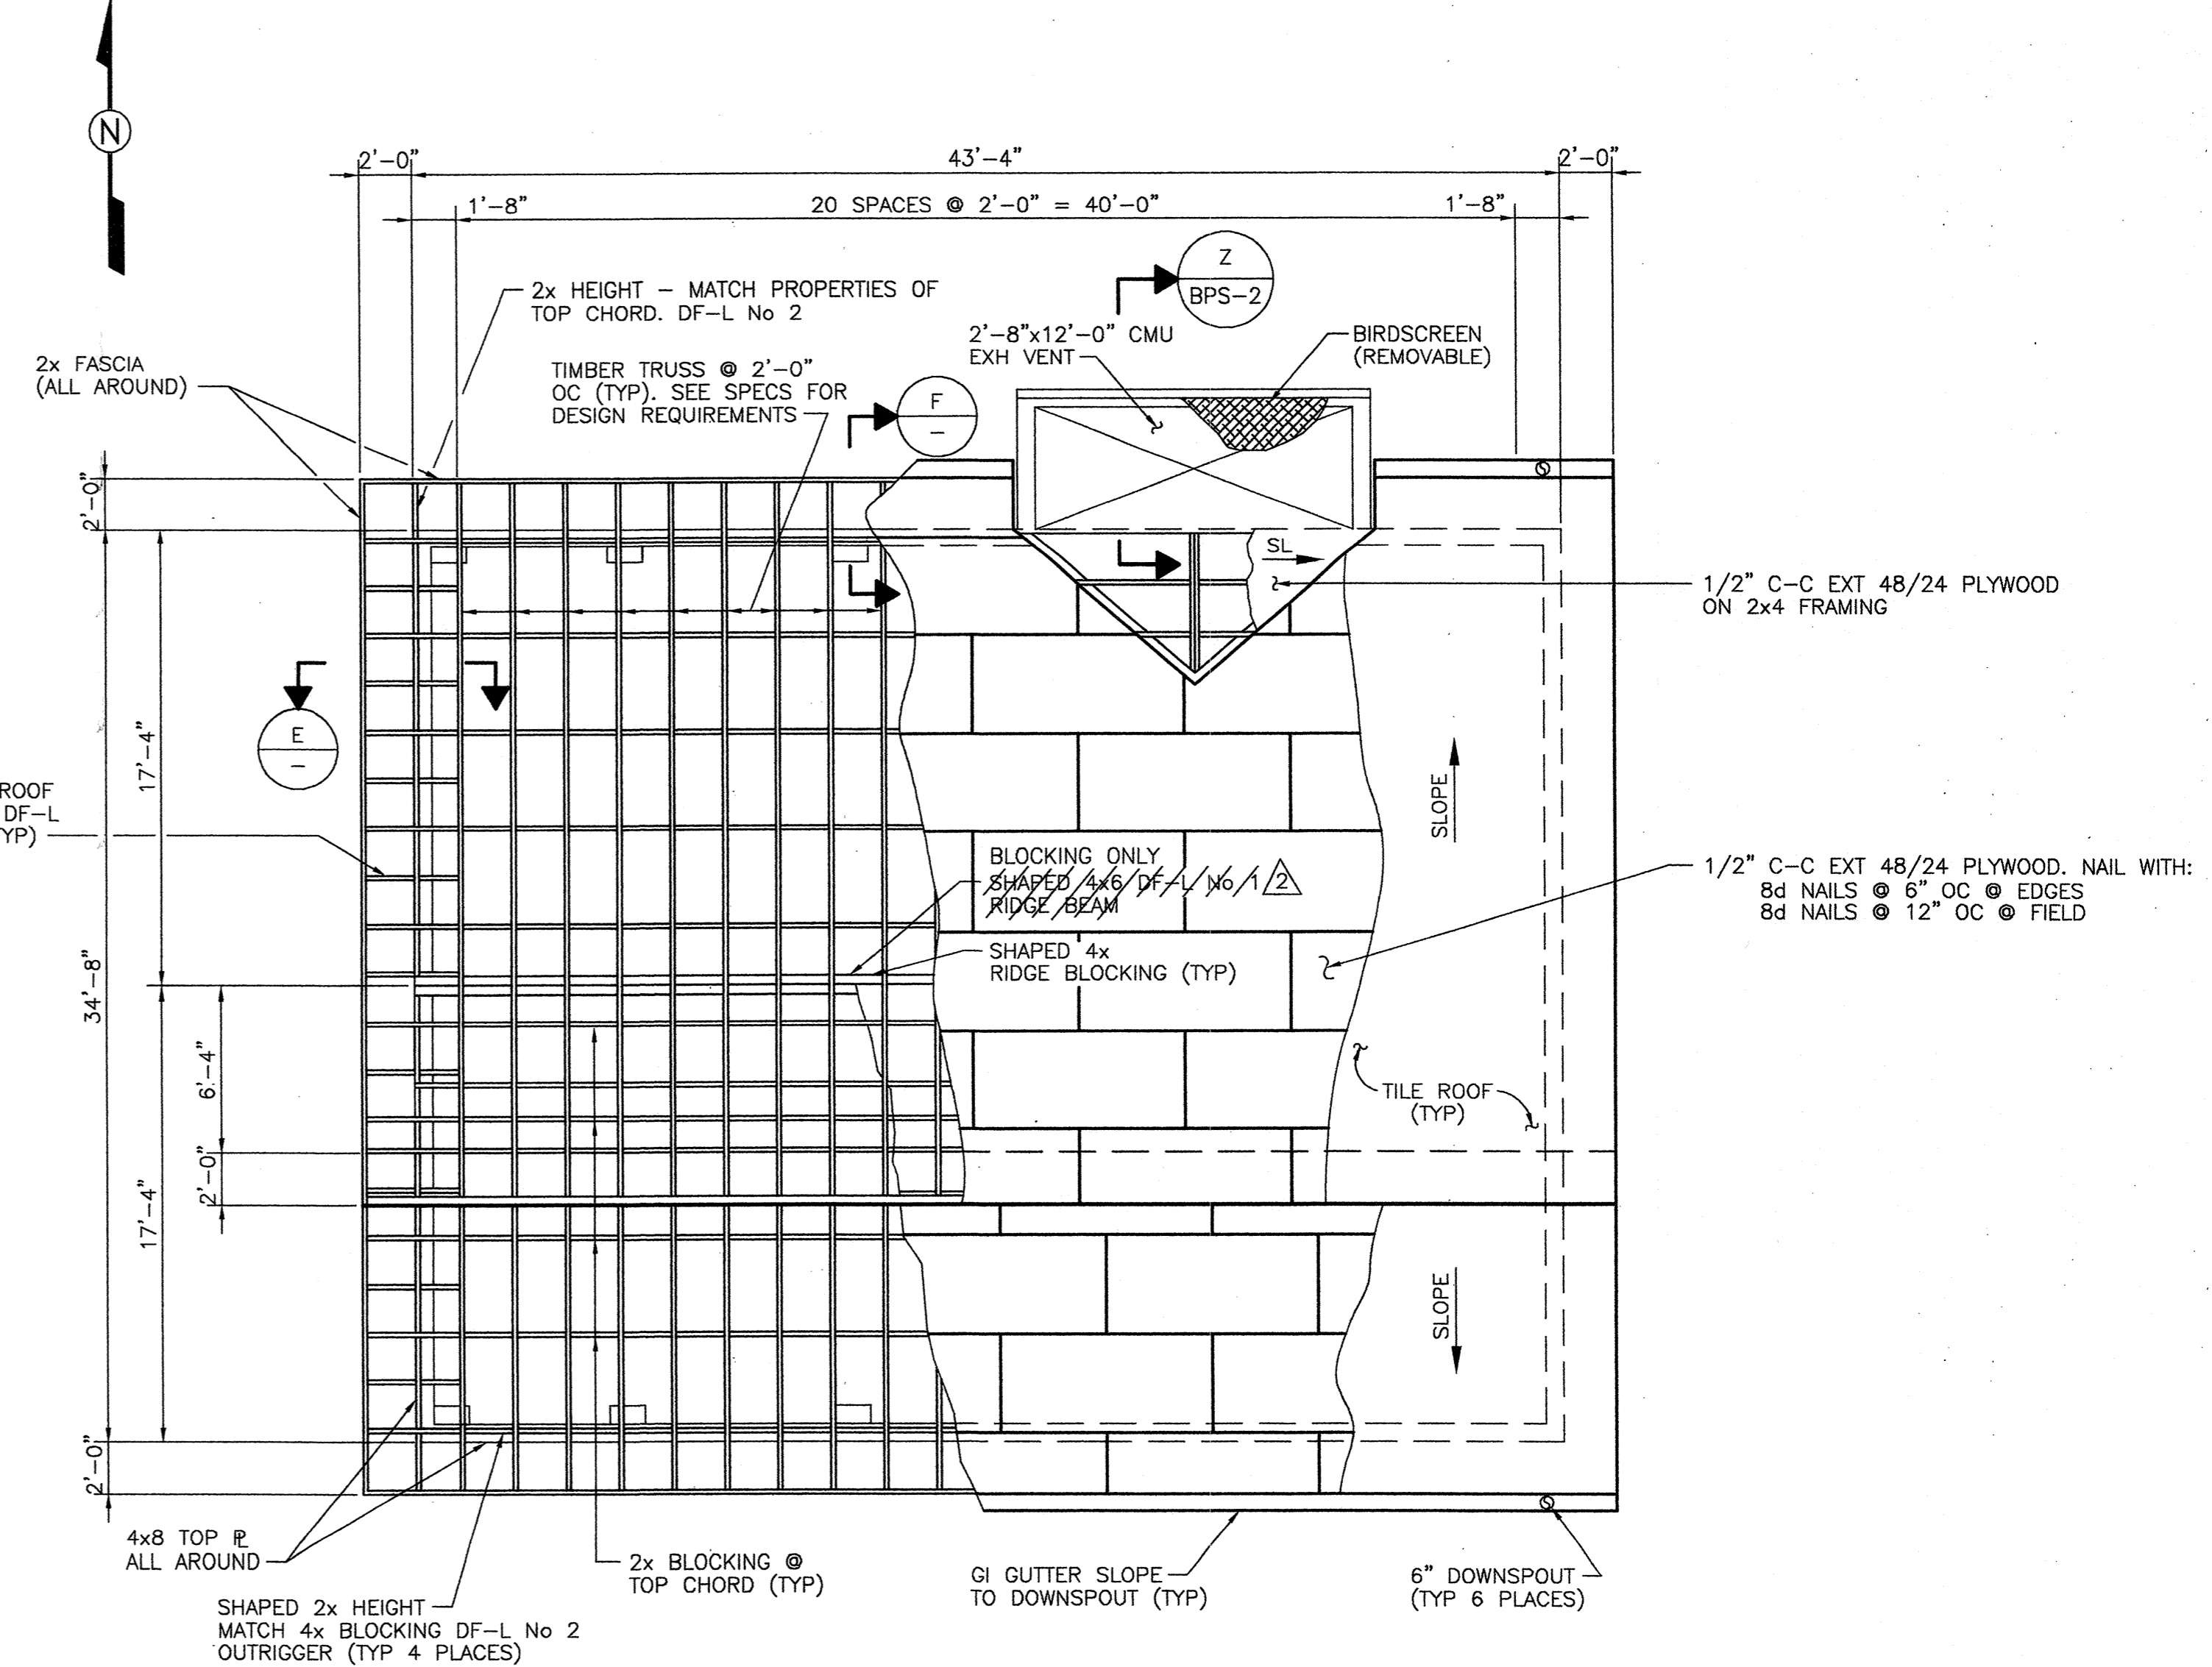 N
2'-0"
43'-4"
2'-0"
1'-8"
20 SPACES @ 2'-0" = 40'-0"
1'-8"
Z
BPS-2
2x HEIGHT - MATCH PROPERTIES OF
TOP CHORD. DF-L No 2
2'-8"x12'-0" CMU
EXH VENT
BIRDSCREEN
(REMOVABLE)
2x FASCIA
(ALL AROUND)
TIMBER TRUSS @ 2'-0"
OC (TYP). SEE SPECS FOR
DESIGN REQUIREMENTS
F
-
2'-0"
SL
1/2" C-C EXT 48/24 PLYWOOD
ON 2x4 FRAMING
E
-
17'-4"
SLOPE
ROOF
DF-L
YP)
BLOCKING ONLY
SHAPED 4x6 DF-L No 1
2
RIDGE BEAM
1/2" C-C EXT 48/24 PLYWOOD. NAIL WITH:
8d NAILS @ 6" OC @ EDGES
8d NAILS @ 12" OC @ FIELD
SHAPED 4x
RIDGE BLOCKING (TYP)
34'-8"
6'-4"
TILE ROOF
(TYP)
2'-0"
17'-4"
SLOPE
2'-0"
4x8 TOP PL
ALL AROUND
2x BLOCKING @
TOP CHORD (TYP)
GI GUTTER SLOPE
TO DOWNSPOUT (TYP)
6" DOWNSPOUT
(TYP 6 PLACES)
SHAPED 2x HEIGHT
MATCH 4x BLOCKING DF-L No 2
OUTRIGGER (TYP 4 PLACES)